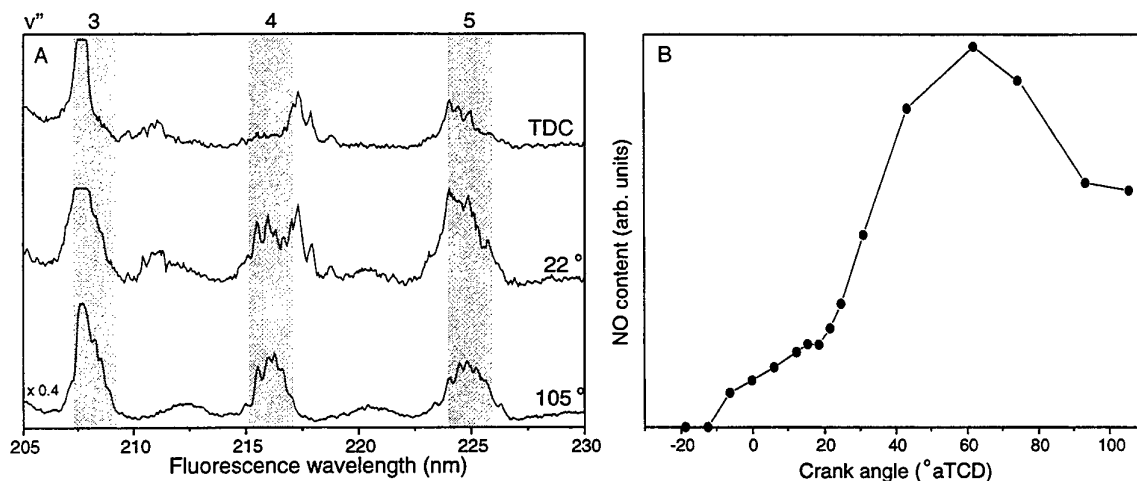 v" 3 4 5
A
TDC
22 °
x 0.4
105 °
205 210 215 220 225 230
Fluorescence wavelength (nm)
B
NO content (arb. units)
-20 0 20 40 60 80 100
Crank angle (°aTCD)